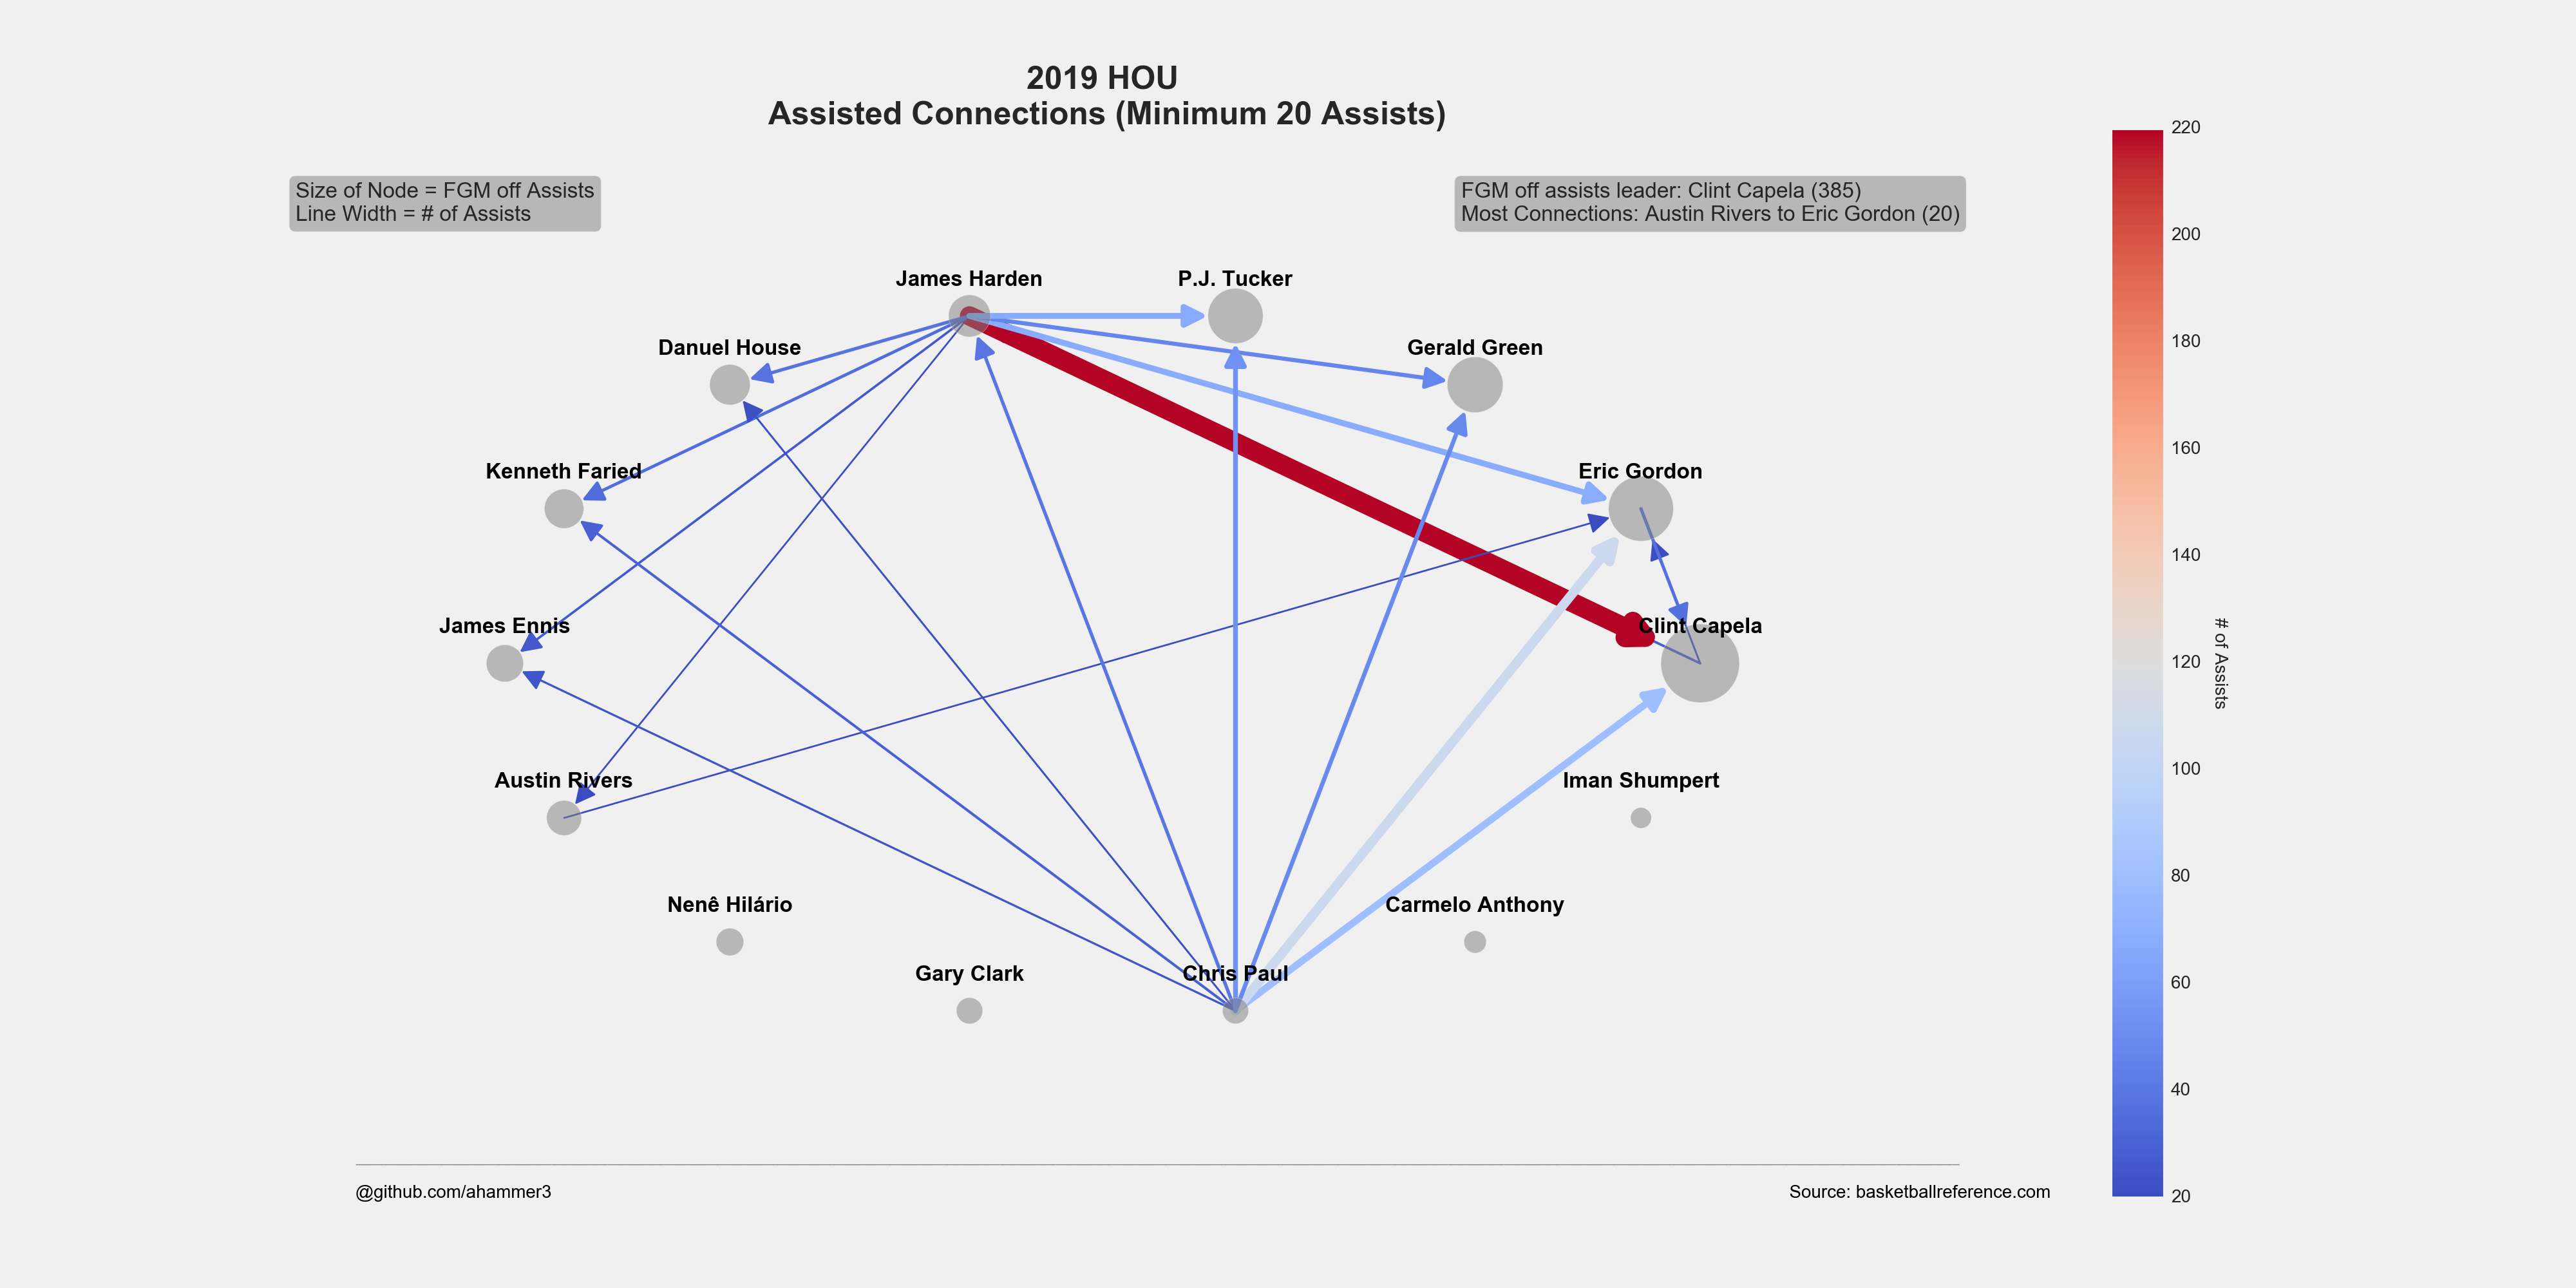 2019 HOU
Assisted Connections (Minimum 20 Assists)
Size of Node = FGM off Assists
Line Width = # of Assists
FGM off assists leader: Clint Capela (385)
Most Connections: Austin Rivers to Eric Gordon (20)
James Harden
P.J. Tucker
Danuel House
Gerald Green
Kenneth Faried
Eric Gordon
James Ennis
Clint Capela
Austin Rivers
Iman Shumpert
Nenê Hilário
Carmelo Anthony
Gary Clark
Chris Paul
220
200
180
160
140
120
100
80
60
40
20
# of Assists
@github.com/ahammer3
Source: basketballreference.com